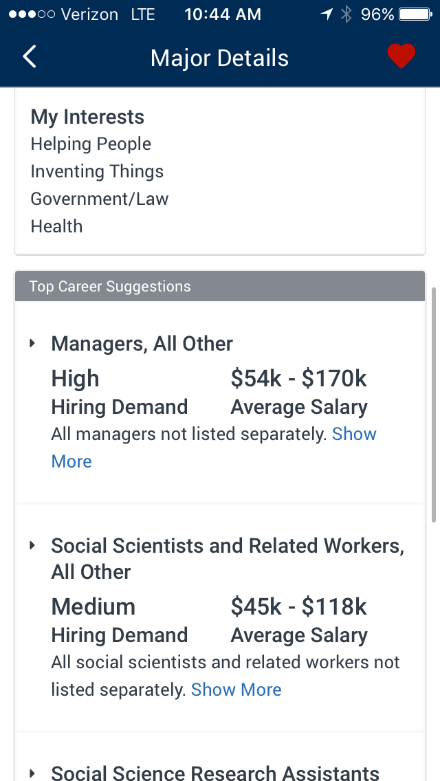 Verizon LTE 10:44 AM 96%
Major Details
My Interests
Helping People
Inventing Things
Government/Law
Health
Top Career Suggestions
Managers, All Other
High $54k - $170k
Hiring Demand Average Salary
All managers not listed separately. Show
More
Social Scientists and Related Workers,
All Other
Medium $45k - $118k
Hiring Demand Average Salary
All social scientists and related workers not
listed separately. Show More
Social Science Research Assistants